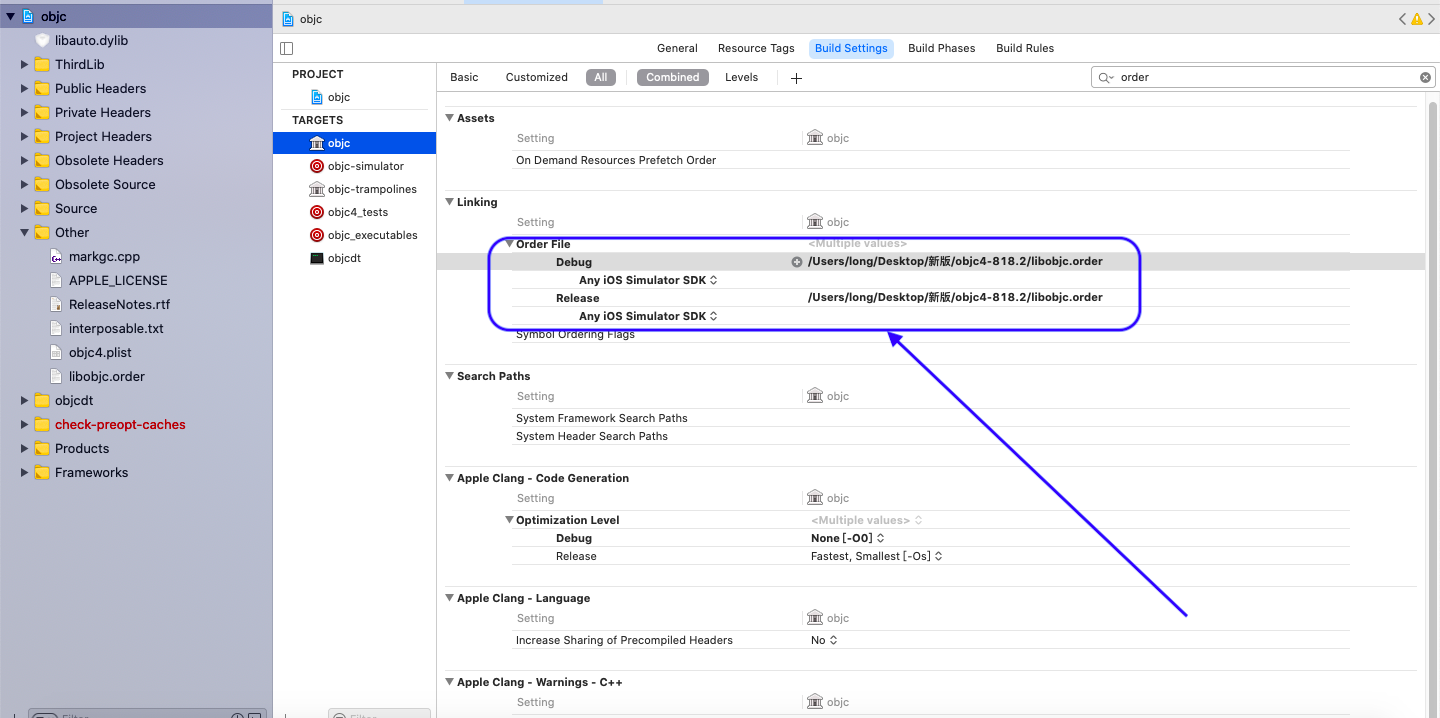 objc
libauto.dylib
ThirdLib
Public Headers
Private Headers
Project Headers
Obsolete Headers
Obsolete Source
Source
Other
markgc.cpp
APPLE_LICENSE
ReleaseNotes.rtf
interposable.txt
objc4.plist
libobjc.order
objcdt
check-preopt-caches
Products
Frameworks
Filter
objc
General Resource Tags Build Settings Build Phases Build Rules
PROJECT
objc
TARGETS
objc
objc-simulator
objc-trampolines
objc4_tests
objc_executables
objcdt
Filter
Basic Customized All Combined Levels + order
Assets
Setting objc
On Demand Resources Prefetch Order
Linking
Setting objc
Order File <Multiple values>
Debug /Users/long/Desktop/新版/objc4-818.2/libobjc.order
Any iOS Simulator SDK
Release /Users/long/Desktop/新版/objc4-818.2/libobjc.order
Any iOS Simulator SDK
Symbol Ordering Flags
Search Paths
Setting objc
System Framework Search Paths
System Header Search Paths
Apple Clang - Code Generation
Setting objc
Optimization Level <Multiple values>
Debug None [-O0]
Release Fastest, Smallest [-Os]
Apple Clang - Language
Setting objc
Increase Sharing of Precompiled Headers No
Apple Clang - Warnings - C++
Setting objc